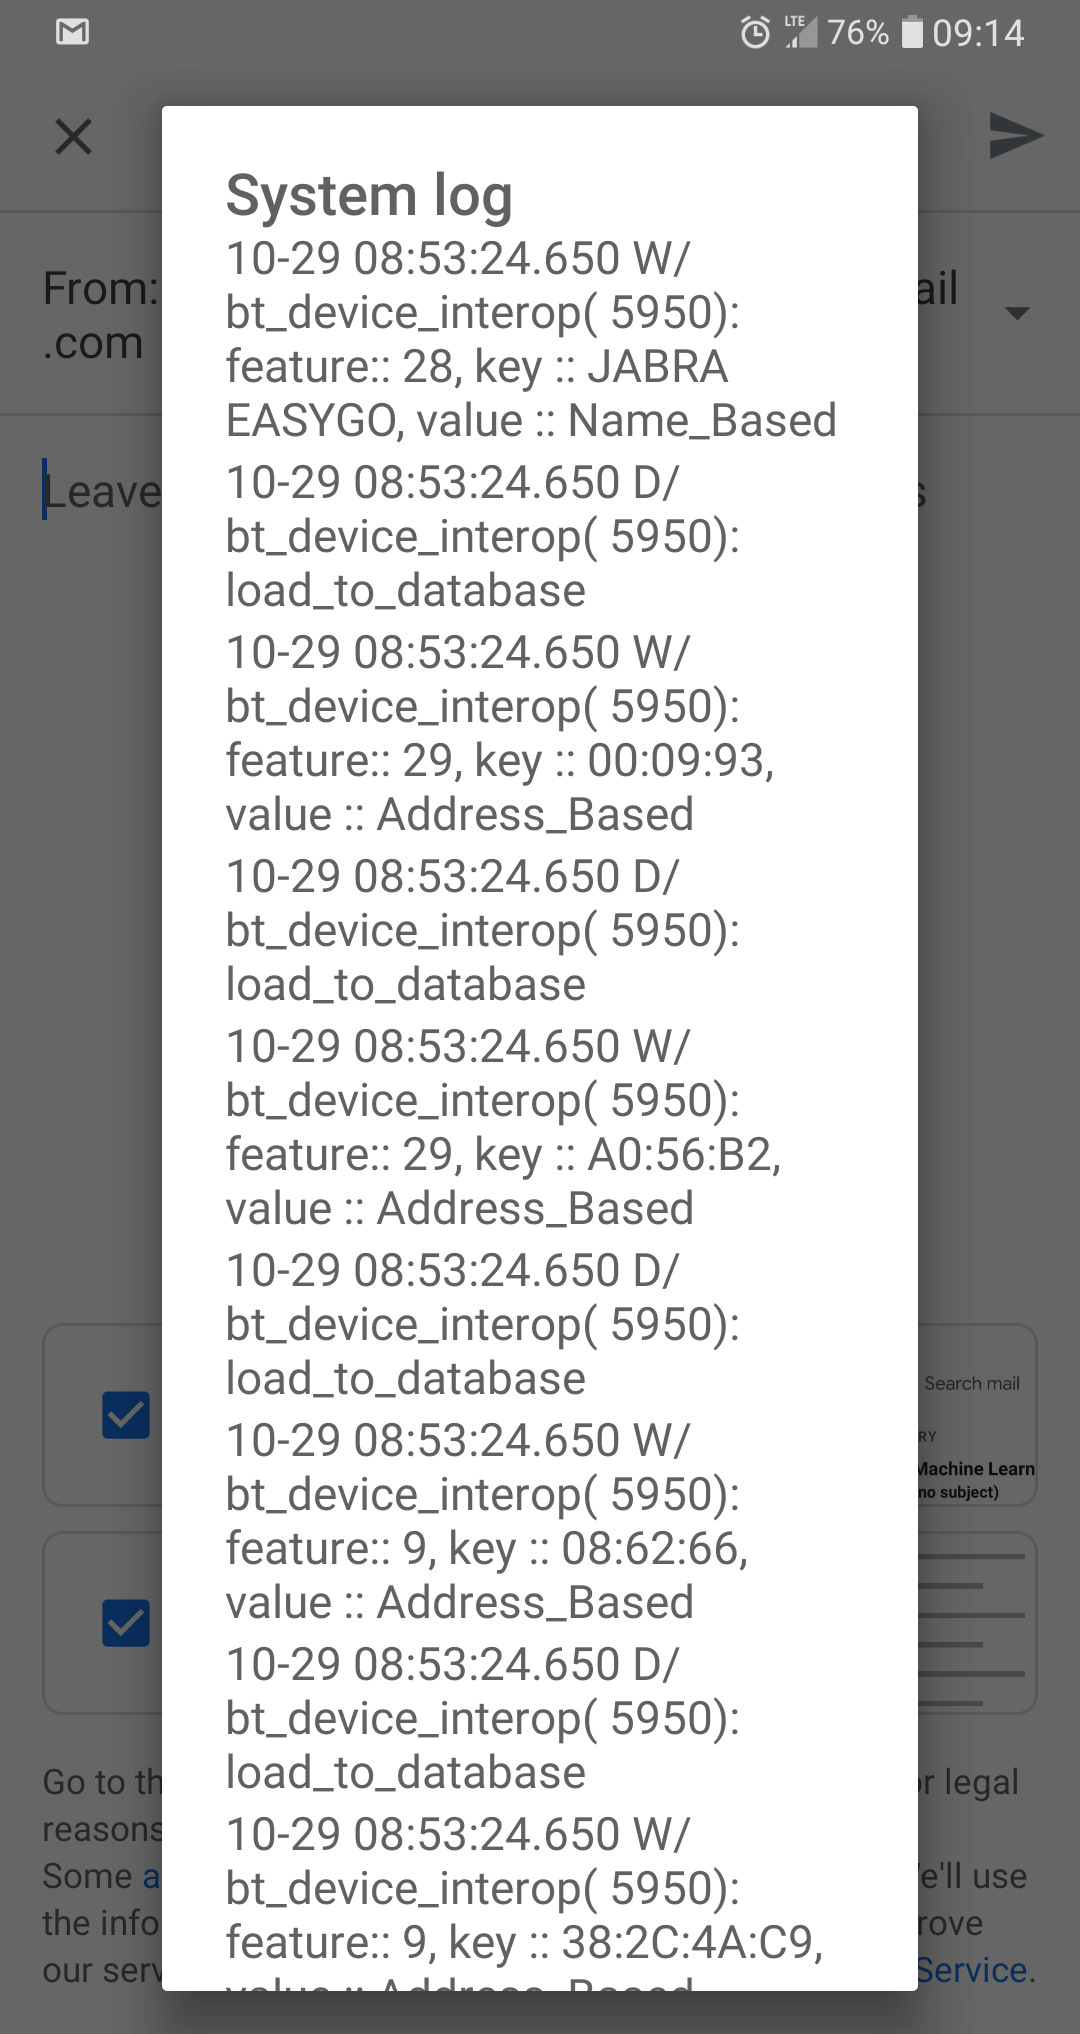 LTE 76% 09:14
From: ail
.com
Leave s
System log
10-29 08:53:24.650 W/
bt_device_interop( 5950):
feature:: 28, key :: JABRA
EASYGO, value :: Name_Based
10-29 08:53:24.650 D/
bt_device_interop( 5950):
load_to_database
10-29 08:53:24.650 W/
bt_device_interop( 5950):
feature:: 29, key :: 00:09:93,
value :: Address_Based
10-29 08:53:24.650 D/
bt_device_interop( 5950):
load_to_database
10-29 08:53:24.650 W/
bt_device_interop( 5950):
feature:: 29, key :: A0:56:B2,
value :: Address_Based
10-29 08:53:24.650 D/
bt_device_interop( 5950):
load_to_database
10-29 08:53:24.650 W/
bt_device_interop( 5950):
feature:: 9, key :: 08:62:66,
value :: Address_Based
10-29 08:53:24.650 D/
bt_device_interop( 5950):
load_to_database
10-29 08:53:24.650 W/
bt_device_interop( 5950):
feature:: 9, key :: 38:2C:4A:C9,
value :: Address_Based
Search mail
RY
Machine Learn
no subject)
Go to th r legal
reasons
Some a e'll use
the info rove
our serv Service.